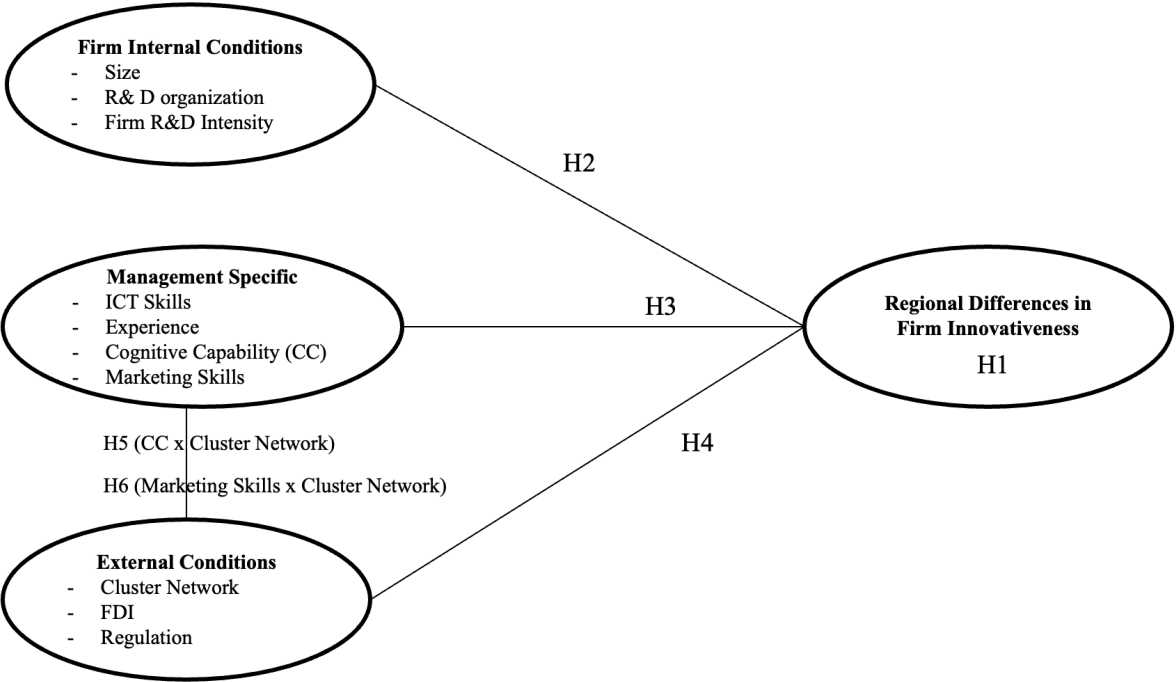 Firm Internal Conditions
- Size
- R& D organization
- Firm R&D Intensity
H2
Management Specific
- ICT Skills
- Experience
- Cognitive Capability (CC)
- Marketing Skills
H3
Regional Differences in
Firm Innovativeness
H1
H5 (CC x Cluster Network)
H4
H6 (Marketing Skills x Cluster Network)
External Conditions
- Cluster Network
- FDI
- Regulation